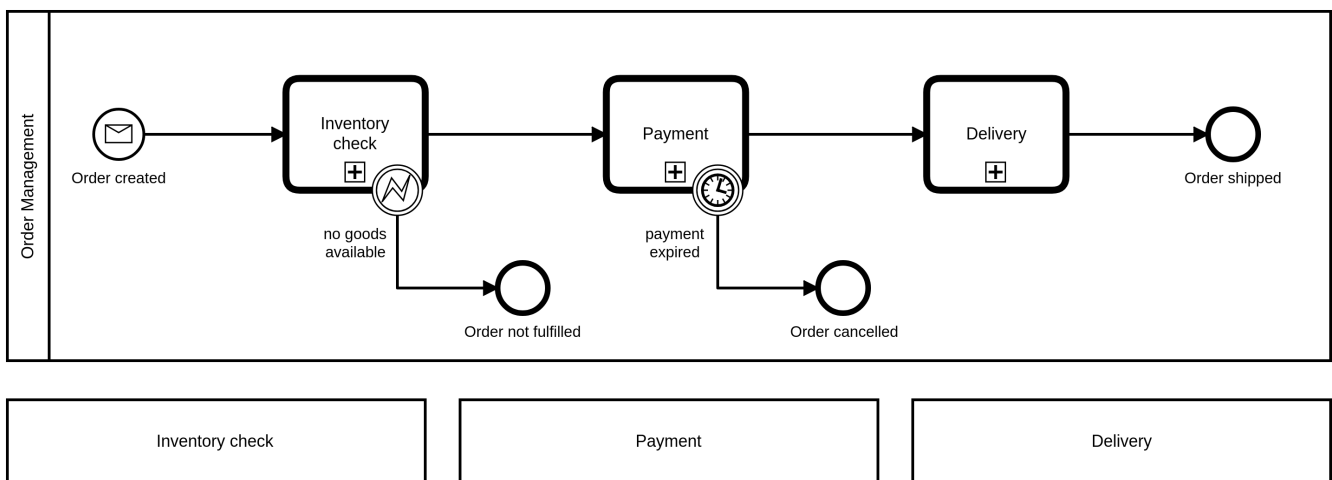 Order Management
Order created
Inventory
check
no goods
available
Order not fulfilled
Payment
payment
expired
Order cancelled
Delivery
Order shipped
Inventory check
Payment
Delivery